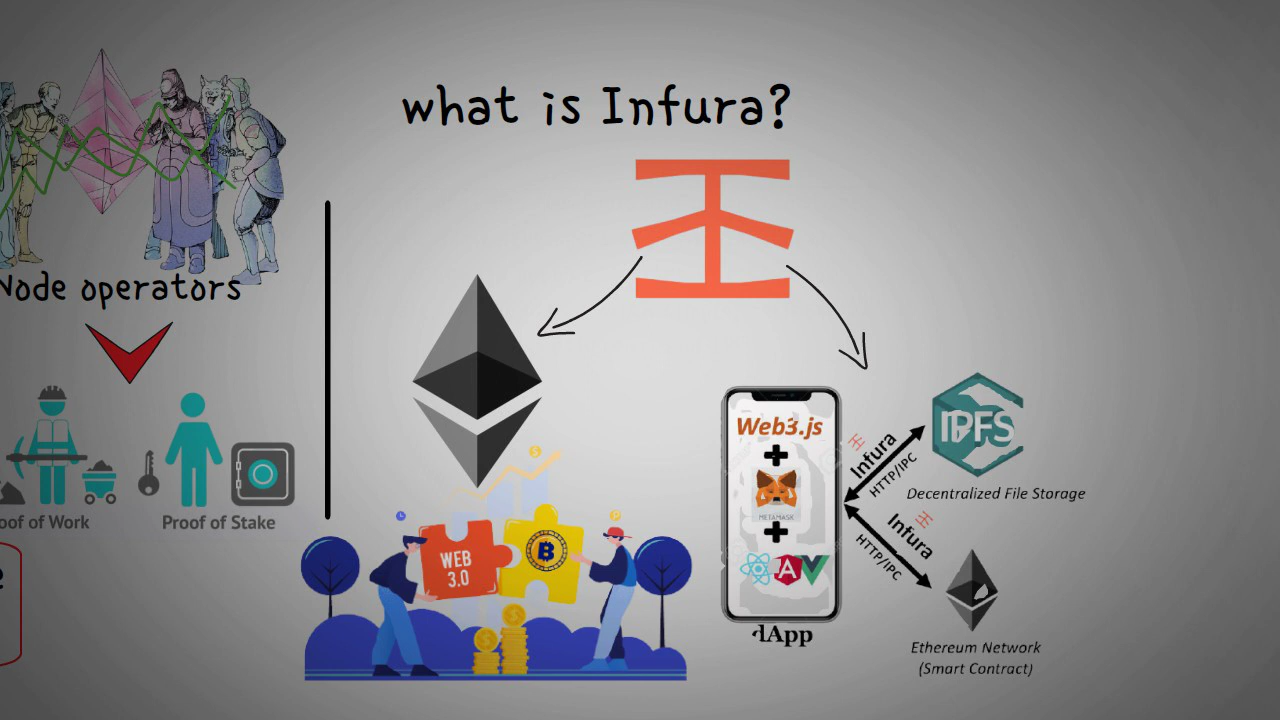 what is Infura?
Node operators
oof of Work
Proof of Stake
WEB
3.0
Web3.js
METAMASK
dApp
Infura
HTTP/IPC
IPFS
Decentralized File Storage
Infura
HTTP/IPC
Ethereum Network
(Smart Contract)